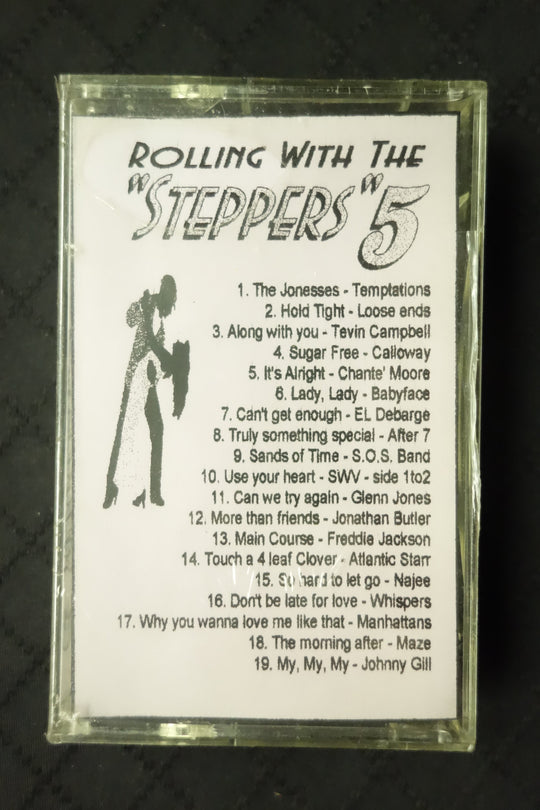 ROLLING WITH THE
"STEPPERS" 5
1. The Jonesses - Temptations
2. Hold Tight - Loose ends
3. Along with you - Tevin Campbell
4. Sugar Free - Calloway
5. It's Alright - Chante' Moore
6. Lady, Lady - Babyface
7. Can't get enough - EL Debarge
8. Truly something special - After 7
9. Sands of Time - S.O.S. Band
10. Use your heart - SWV - side 1to2
11. Can we try again - Glenn Jones
12. More than friends - Jonathan Butler
13. Main Course - Freddie Jackson
14. Touch a 4 leaf Clover - Atlantic Starr
15. So hard to let go - Najee
16. Don't be late for love - Whispers
17. Why you wanna love me like that - Manhattans
18. The morning after - Maze
19. My, My, My - Johnny Gill